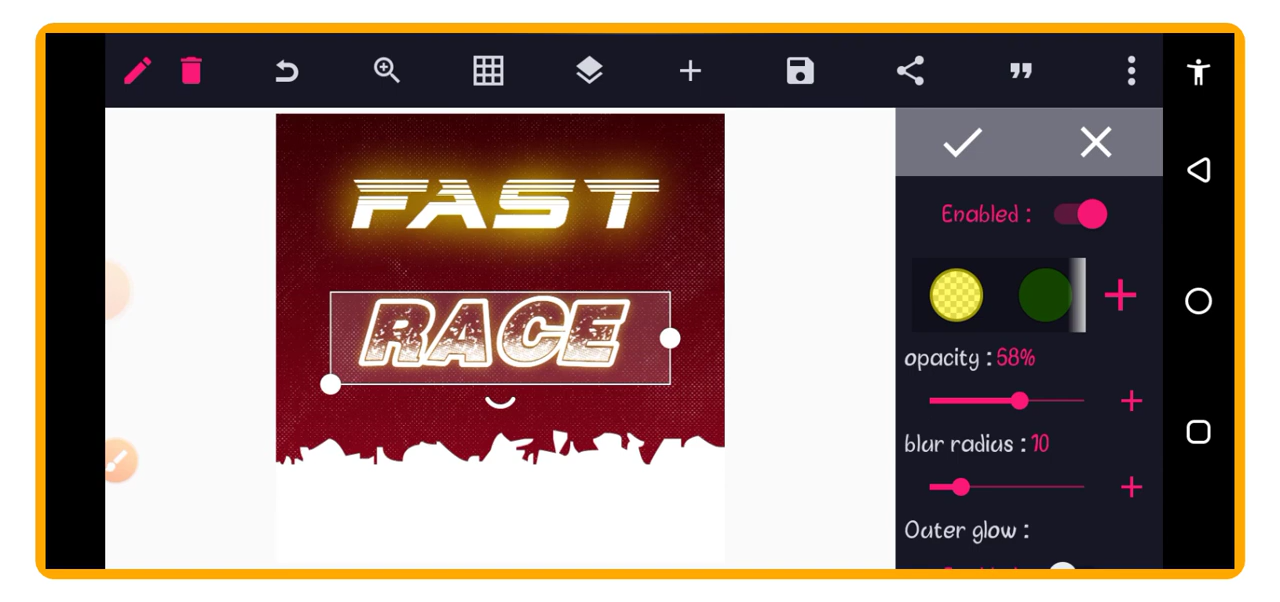 FAST
RACE
Enabled :
opacity : 58%
blur radius : 10
Outer glow :